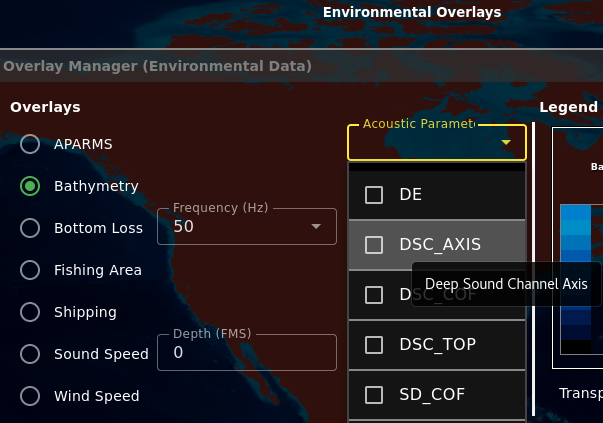 Environmental Overlays
Overlay Manager (Environmental Data)
Overlays
Legend
Acoustic Paramet
APARMS
Bathymetry
Bottom Loss
Fishing Area
Shipping
Sound Speed
Wind Speed
Frequency (Hz)
50
Depth (FMS)
0
DE
DSC_AXIS
Deep Sound Channel Axis
DSC_COF
DSC_TOP
SD_COF
Ba
Transp